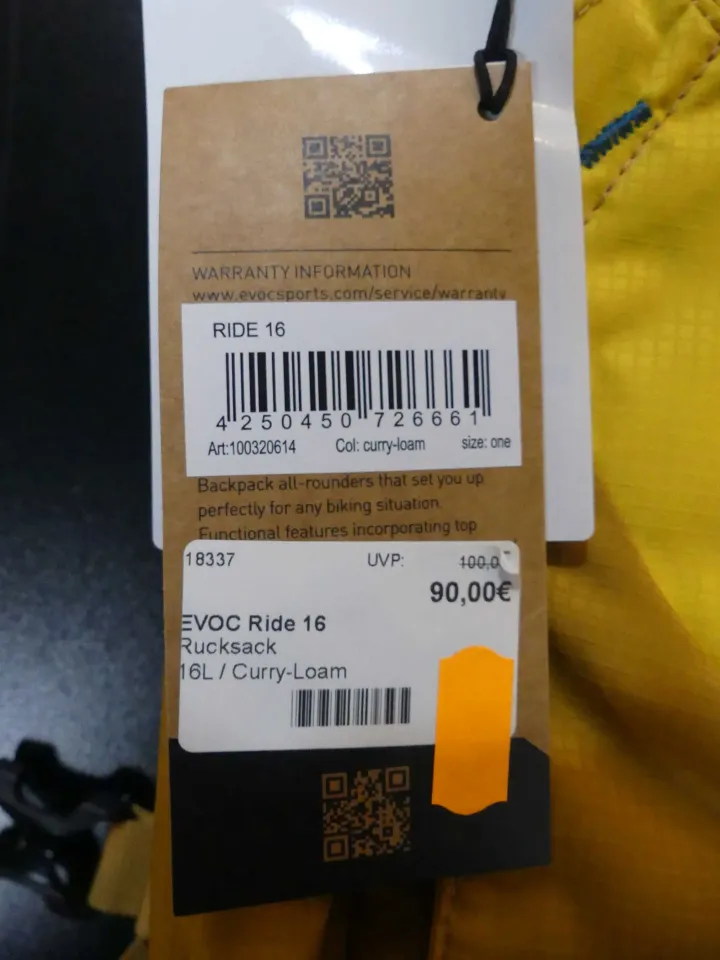 WARRANTY INFORMATION
www.evocsports.com/service/warranty
RIDE 16
4 250450 726661
Art:100320614 Col: curry-loam size: one
Backpack all-rounders that set you up
perfectly for any biking situation.
Functional features incorporating top
18337 UVP: 100,0
90,00€
EVOC Ride 16
Rucksack
16L / Curry-Loam